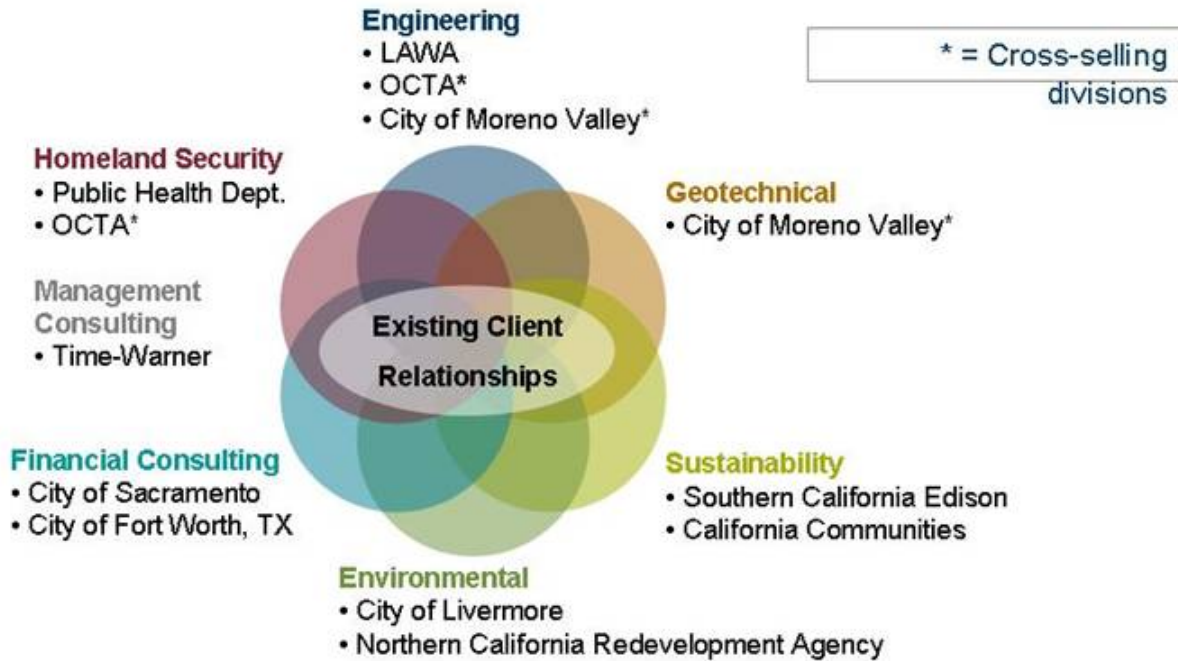 Engineering
• LAWA
• OCTA*
• City of Moreno Valley*
* = Cross-selling
divisions
Homeland Security
• Public Health Dept.
• OCTA*
Geotechnical
• City of Moreno Valley*
Management
Consulting
• Time-Warner
Existing Client
Relationships
Financial Consulting
• City of Sacramento
• City of Fort Worth, TX
Sustainability
• Southern California Edison
• California Communities
Environmental
• City of Livermore
• Northern California Redevelopment Agency